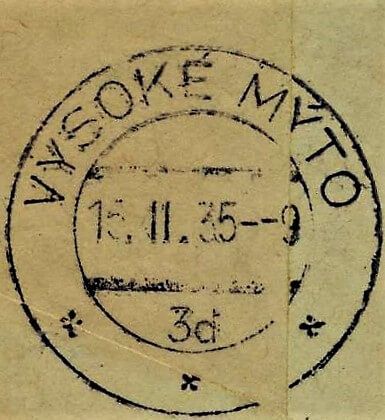 VYSOKÉ MÝTO
15. II. 35--9
3d